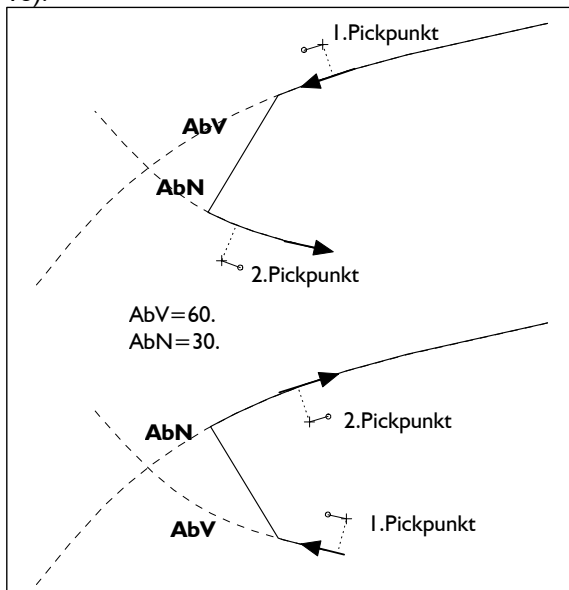 1.Pickpunkt
AbV
AbN
2.Pickpunkt
AbV=60.
AbN=30.
AbN
2.Pickpunkt
AbV
1.Pickpunkt